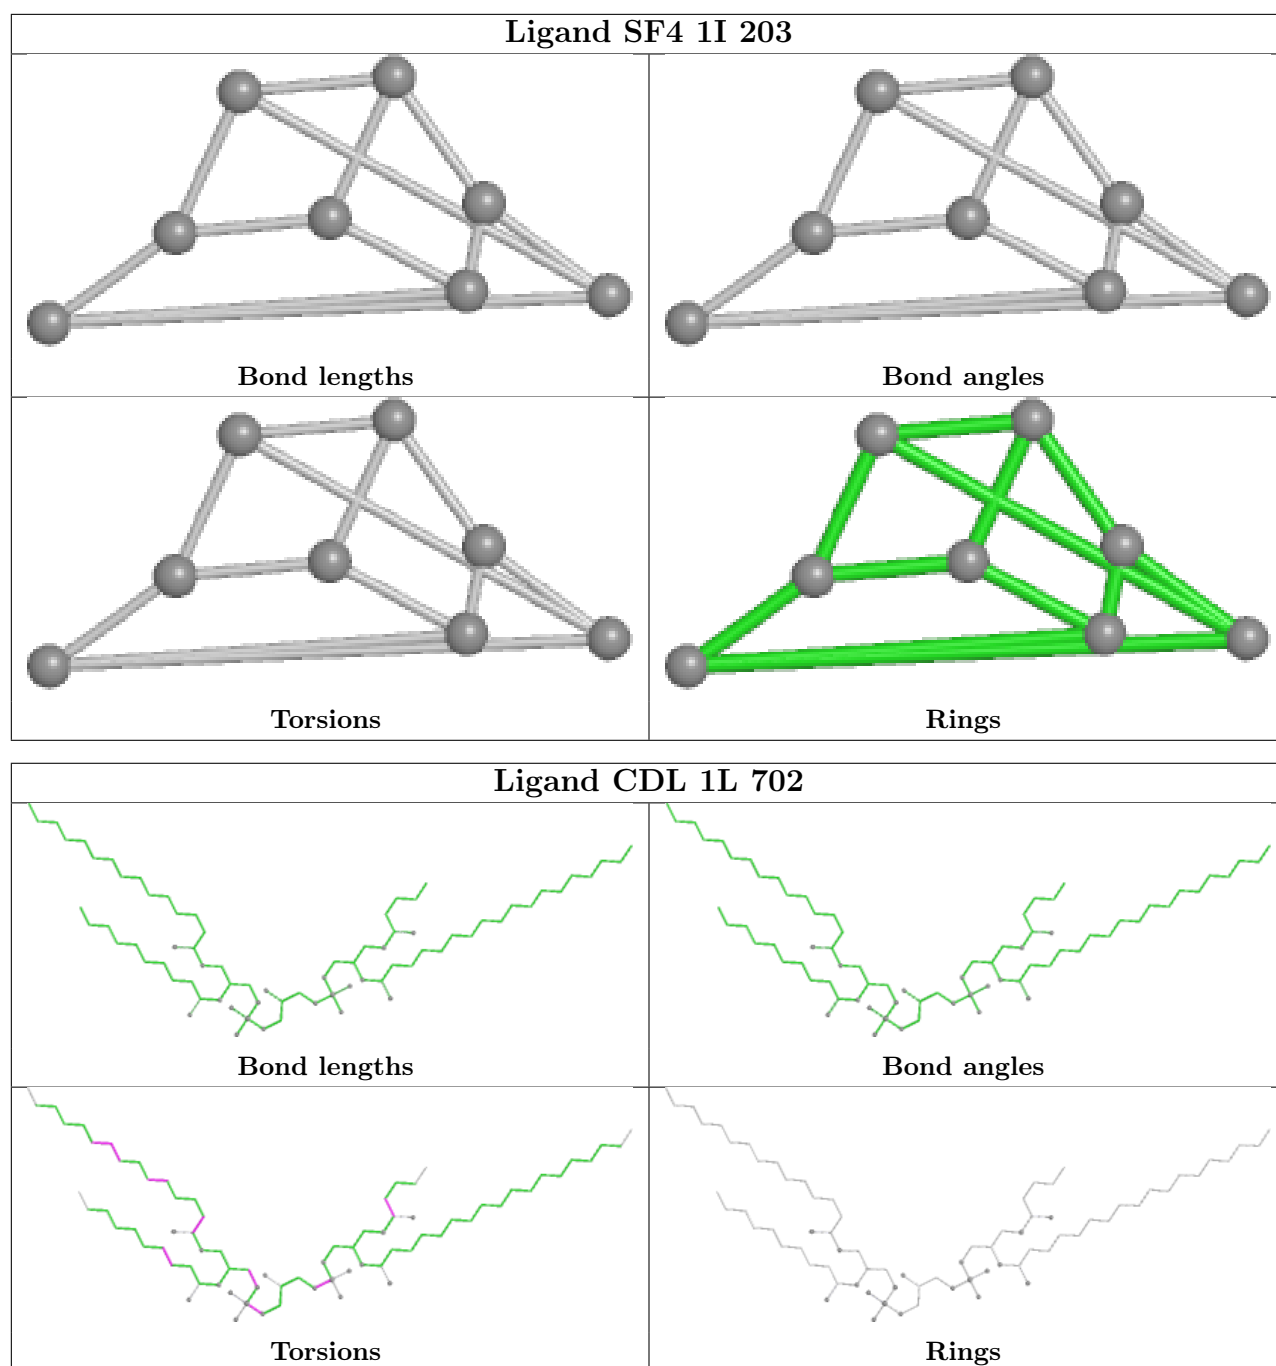 Ligand SF4 1I 203
Bond lengths
Bond angles
Torsions
Rings
Ligand CDL 1L 702
Bond lengths
Bond angles
Torsions
Rings